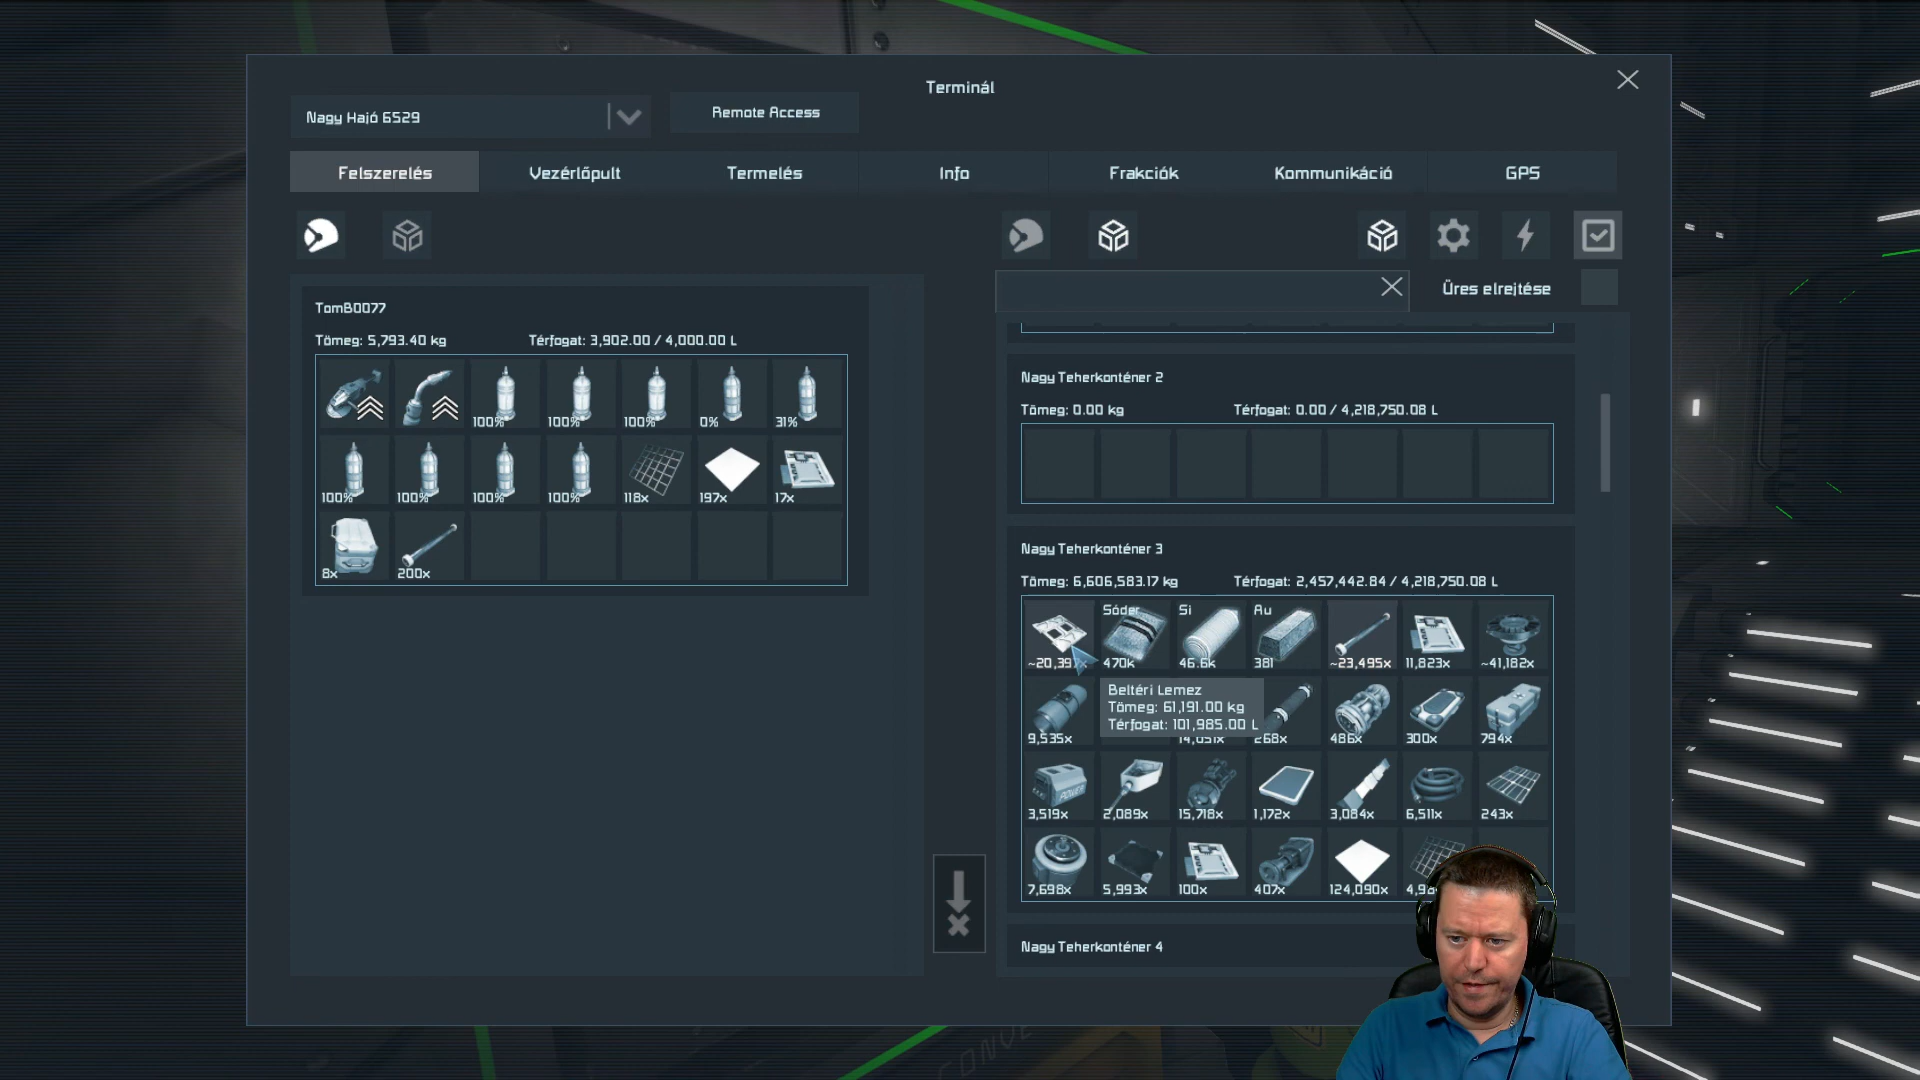 Terminál
Nagy Hajó 6529
Remote Access
Felszerelés
Vezérlőpult
Termelés
Info
Frakciók
Kommunikáció
GPS
Üres elrejtése
TomB0077
Tömeg: 5,793.40 kg
Térfogat: 3,902.00 / 4,000.00 L
100%
100%
100%
0%
31%
100%
100%
100%
100%
118x
197x
17x
8x
200x
Nagy Teherkonténer 2
Tömeg: 0.00 kg
Térfogat: 0.00 / 4,218,750.08 L
Nagy Teherkonténer 3
Tömeg: 6,606,583.17 kg
Térfogat: 2,457,442.84 / 4,218,750.08 L
Sóder
Si
Au
470k
46.6k
381
~23,495x
11,823x
~41,182x
Beltéri Lemez
Tömeg: 61,191.00 kg
Térfogat: 101,985.00 L
9,535x
14,051x
268x
486x
300x
794x
3,519x
2,089x
15,718x
1,172x
3,084x
6,511x
243x
7,698x
5,993x
100x
407x
124,090x
Nagy Teherkonténer 4